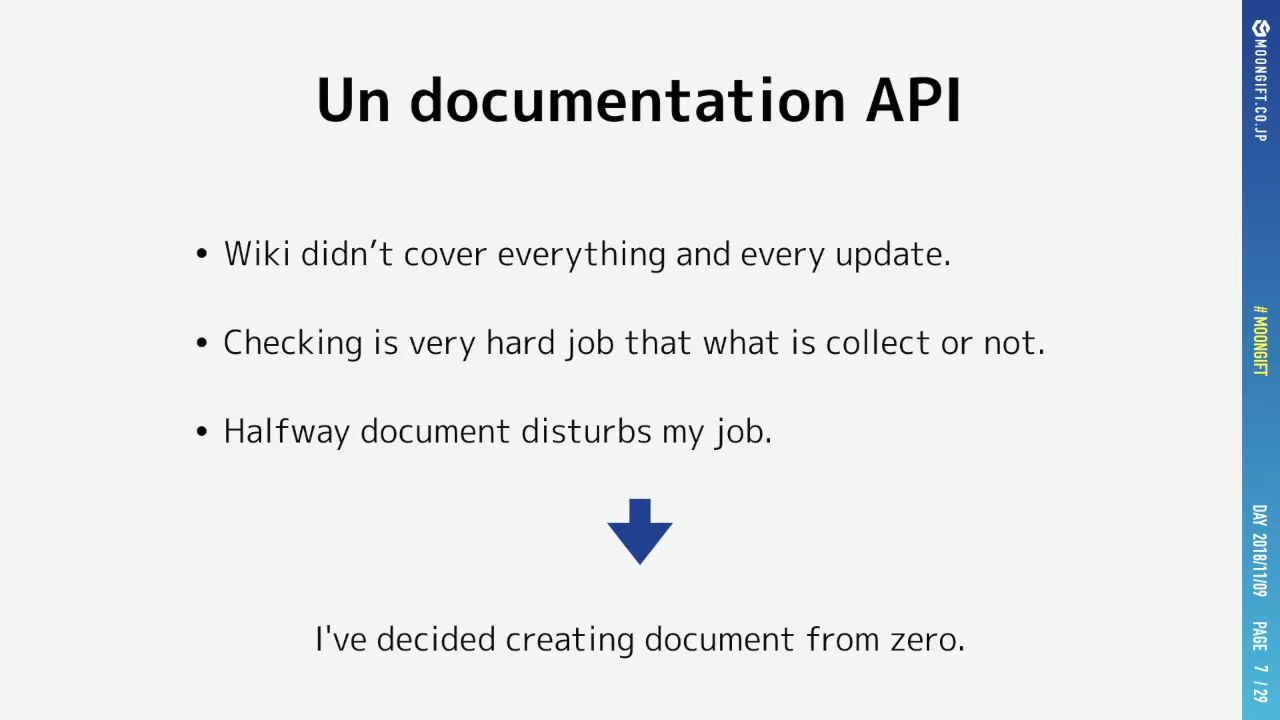 Un documentation API
• Wiki didn’t cover everything and every update.
• Checking is very hard job that what is collect or not.
• Halfway document disturbs my job.
I've decided creating document from zero.
MOONGIFT.CO.JP
# MOONGIFT
DAY 2018/11/09
PAGE 7 / 29